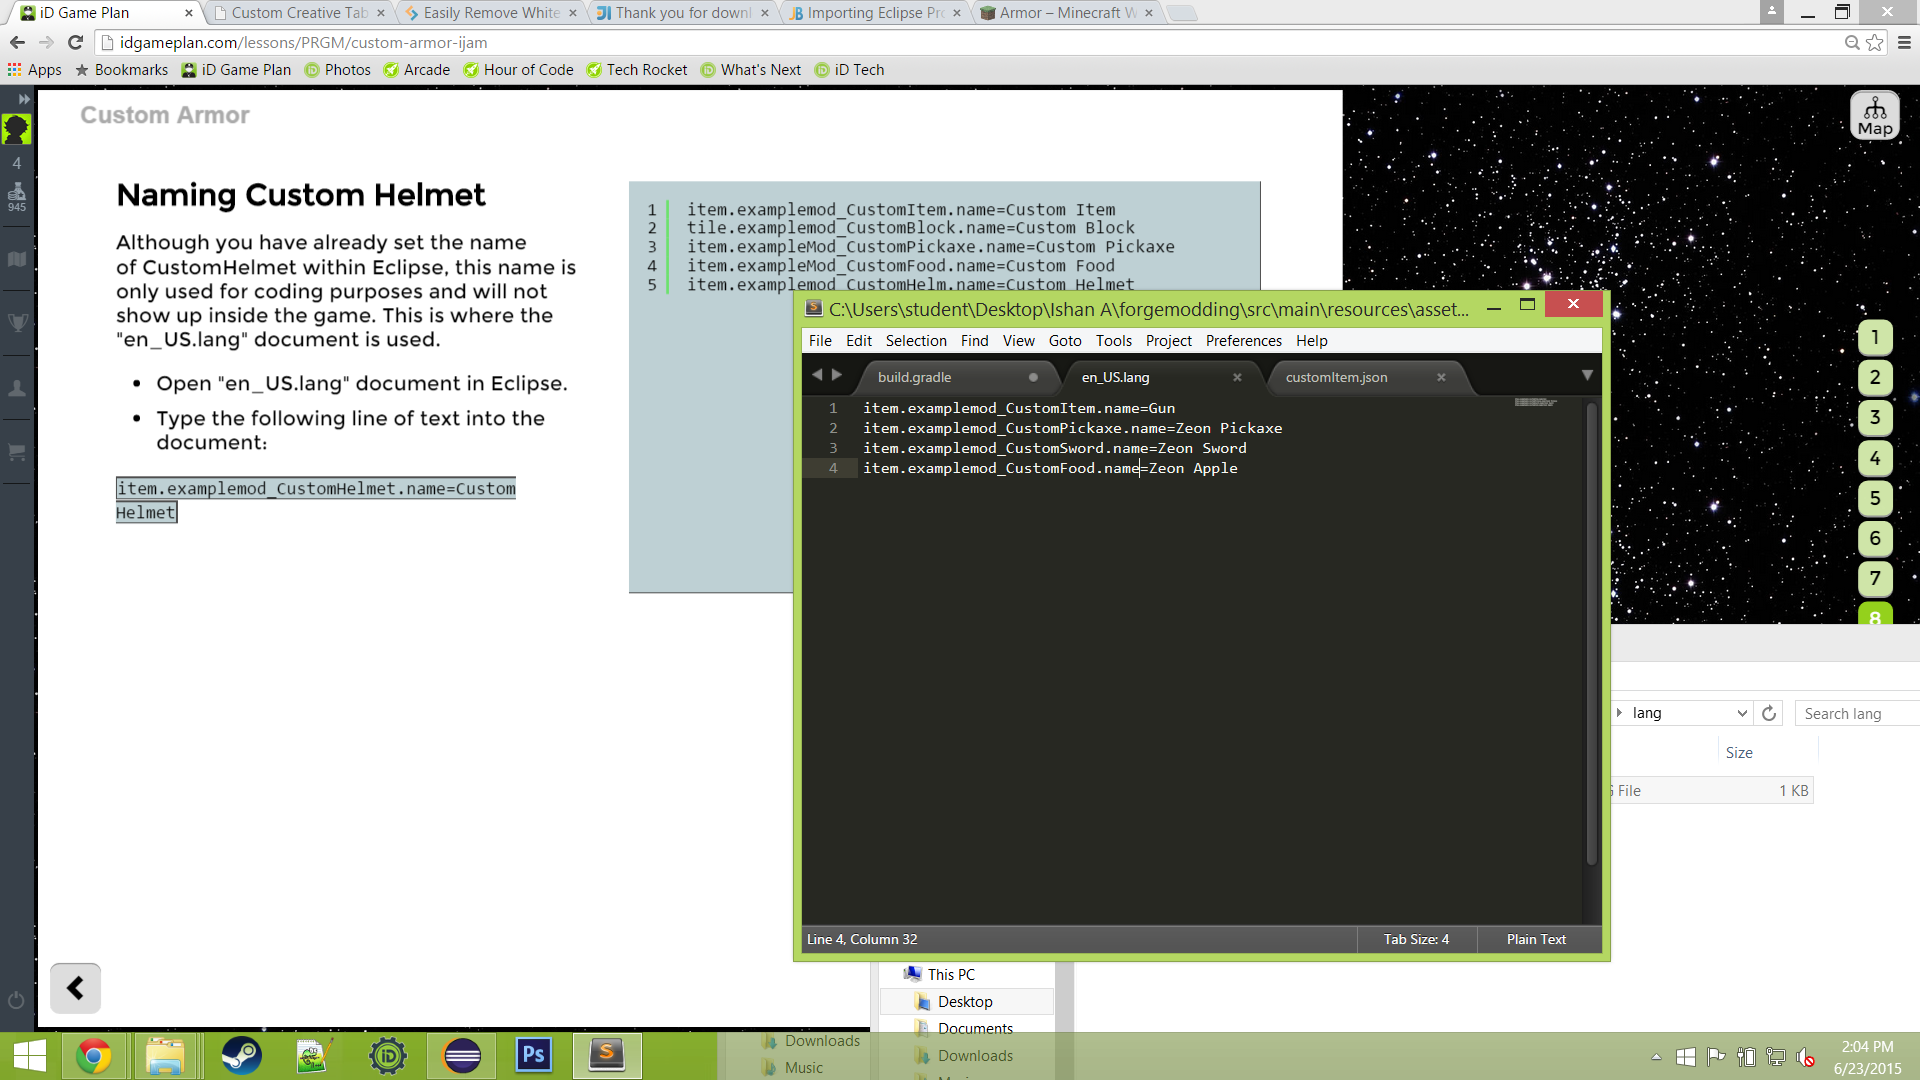 iD Game Plan
Custom Creative Tab
Easily Remove White
Thank you for downl
Importing Eclipse Pro
Armor – Minecraft W
idgameplan.com/lessons/PRGM/custom-armor-ijam
Apps
Bookmarks
iD Game Plan
Photos
Arcade
Hour of Code
Tech Rocket
What's Next
iD Tech
Custom Armor
Map
4
945
Naming Custom Helmet
Although you have already set the name
of CustomHelmet within Eclipse, this name is
only used for coding purposes and will not
show up inside the game. This is where the
"en_US.lang" document is used.
• Open "en_US.lang" document in Eclipse.
• Type the following line of text into the
document:
item.examplemod_CustomHelmet.name=Custom
Helmet
1 item.examplemod_CustomItem.name=Custom Item
2 tile.examplemod_CustomBlock.name=Custom Block
3 item.exampleMod_CustomPickaxe.name=Custom Pickaxe
4 item.exampleMod_CustomFood.name=Custom Food
5 item.examplemod_CustomHelm.name=Custom Helmet
C:\Users\student\Desktop\Ishan A\forgemodding\src\main\resources\asset...
File Edit Selection Find View Goto Tools Project Preferences Help
build.gradle
en_US.lang
customItem.json
1 item.examplemod_CustomItem.name=Gun
2 item.examplemod_CustomPickaxe.name=Zeon Pickaxe
3 item.examplemod_CustomSword.name=Zeon Sword
4 item.examplemod_CustomFood.name=Zeon Apple
Line 4, Column 32
Tab Size: 4
Plain Text
1
2
3
4
5
6
7
8
lang
Search lang
Size
File
1 KB
This PC
Desktop
Documents
Downloads
Downloads
Music
Ps
2:04 PM
6/23/2015